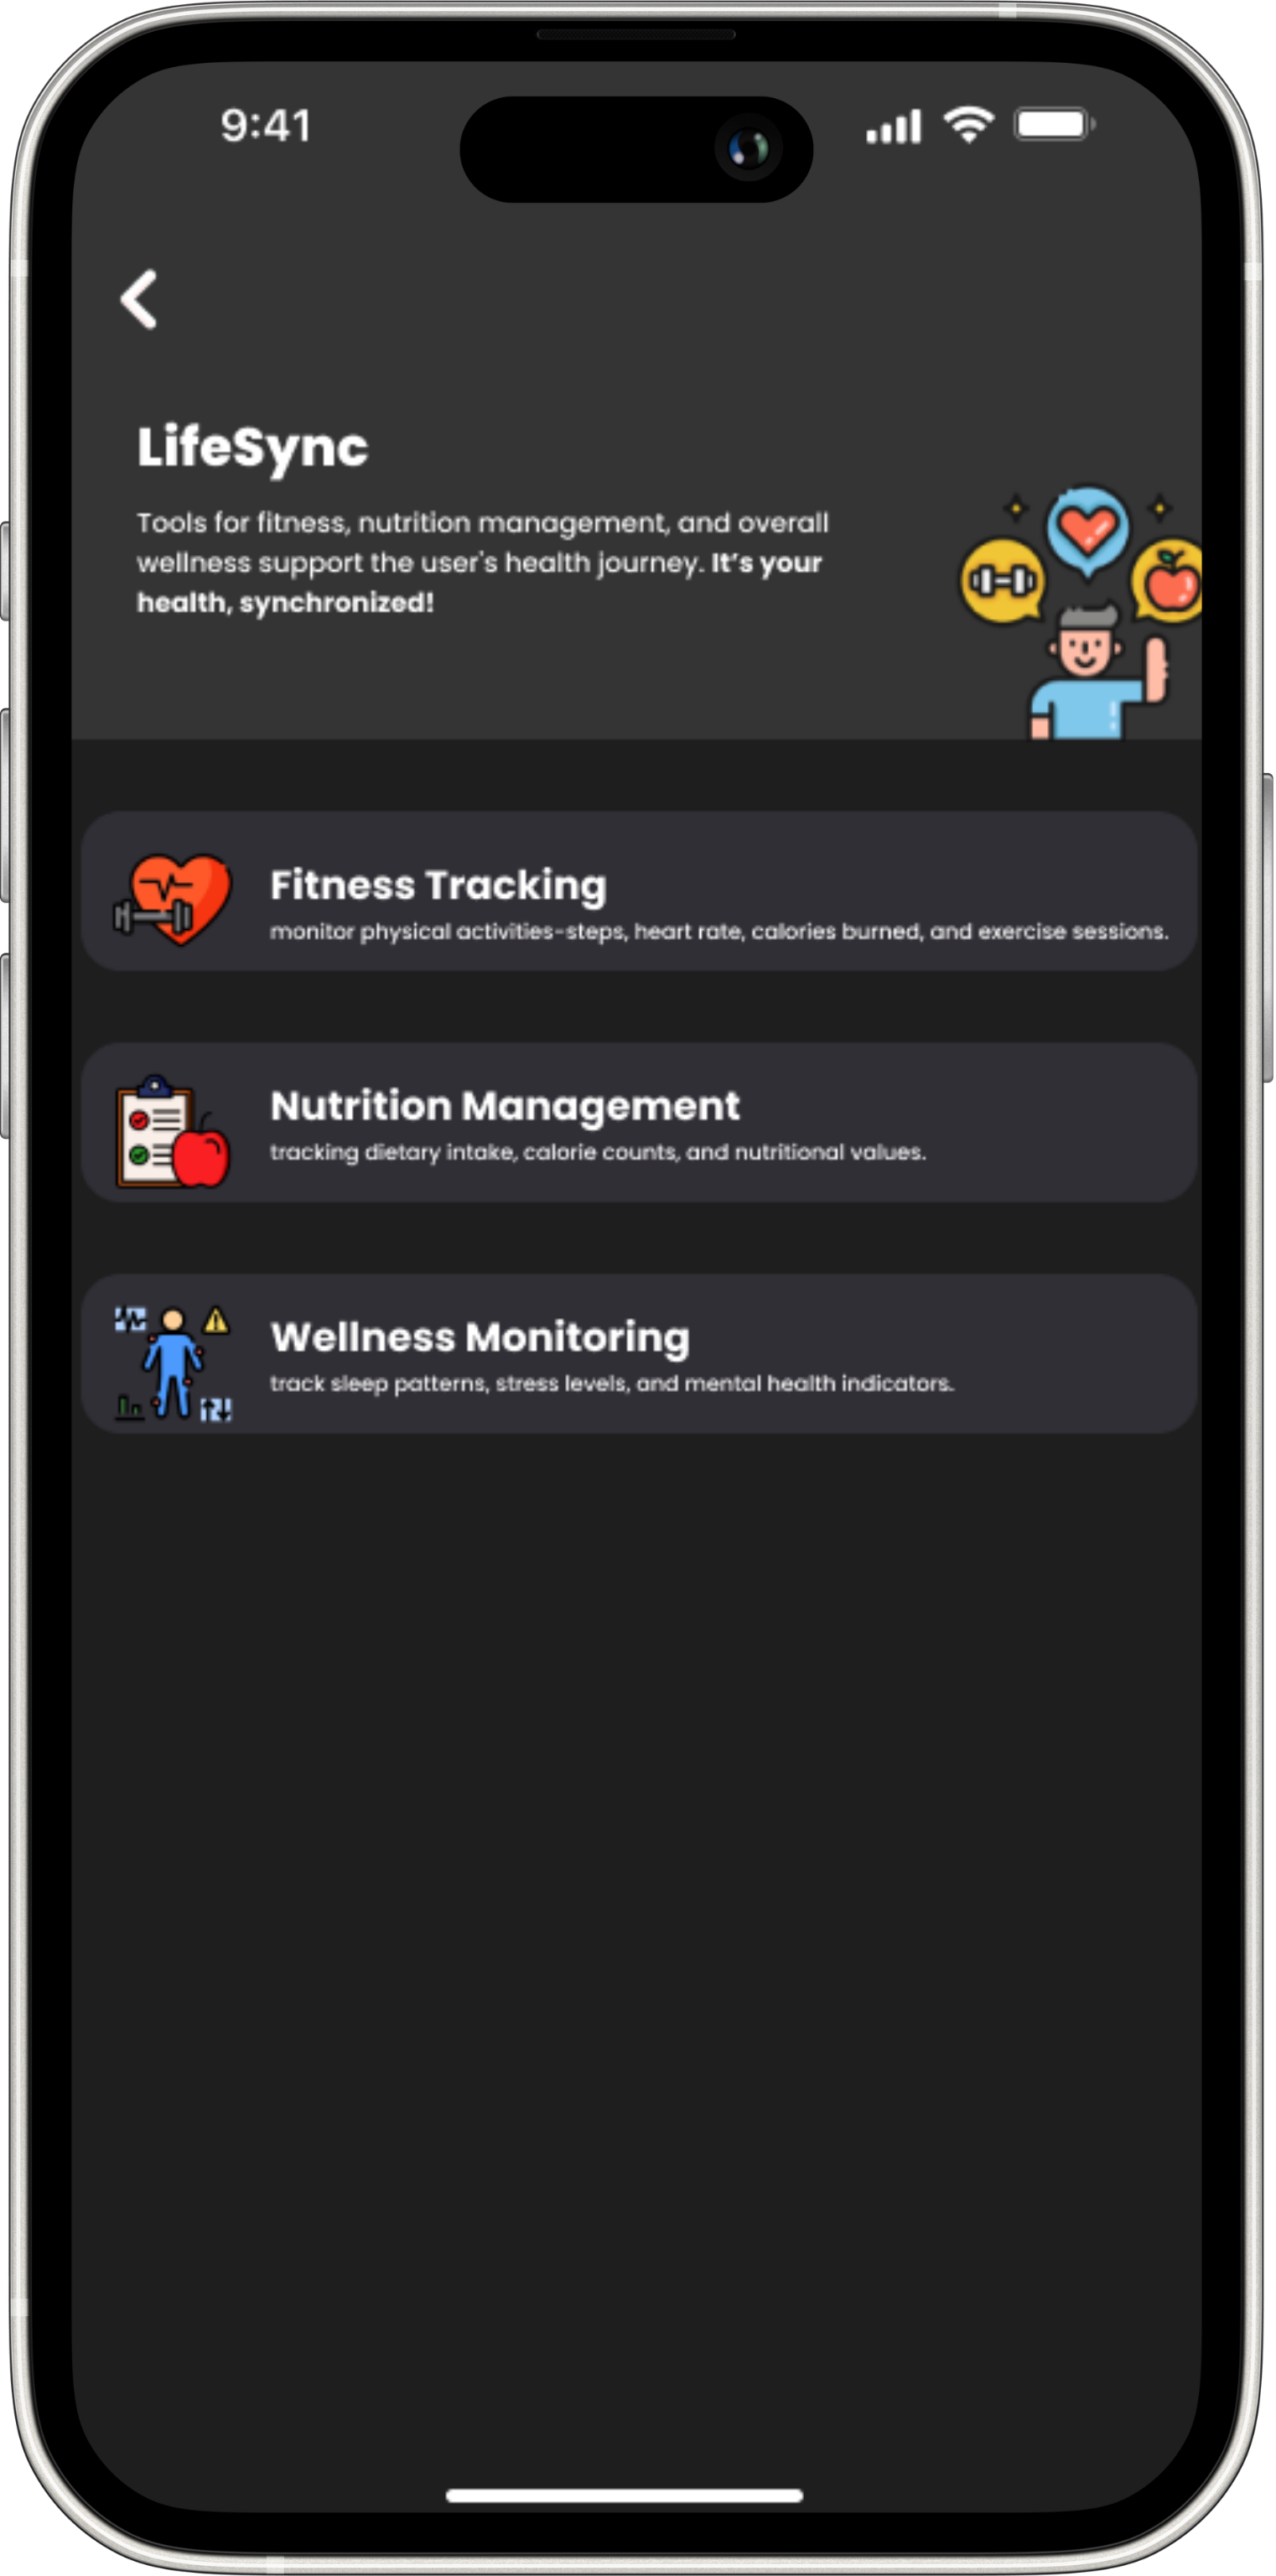 9:41
LifeSync
Tools for fitness, nutrition management, and overall
wellness support the user's health journey. It’s your
health, synchronized!
Fitness Tracking
monitor physical activities-steps, heart rate, calories burned, and exercise sessions.
Nutrition Management
tracking dietary intake, calorie counts, and nutritional values.
Wellness Monitoring
track sleep patterns, stress levels, and mental health indicators.